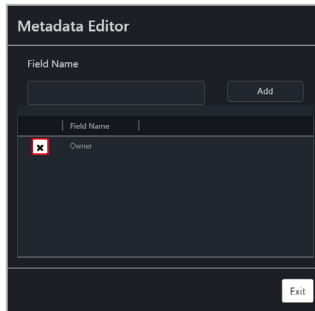 Metadata Editor
Field Name
Add
Field Name
Owner
Exit